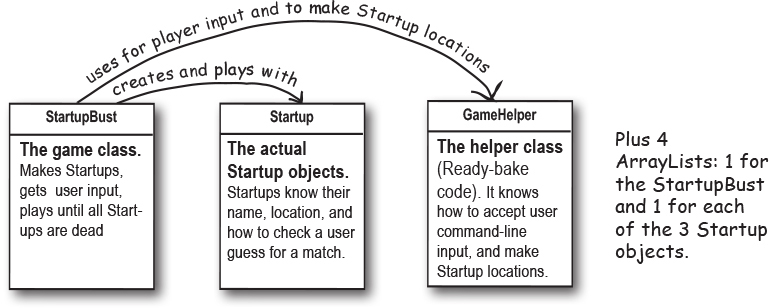 uses for player input and to make Startup locations
creates and plays with
StartupBust
The game class.
Makes Startups,
gets user input,
plays until all Start-
ups are dead
Startup
The actual
Startup objects.
Startups know their
name, location, and
how to check a user
guess for a match.
GameHelper
The helper class
(Ready-bake
code). It knows
how to accept user
command-line
input, and make
Startup locations.
Plus 4
ArrayLists: 1 for
the StartupBust
and 1 for each
of the 3 Startup
objects.